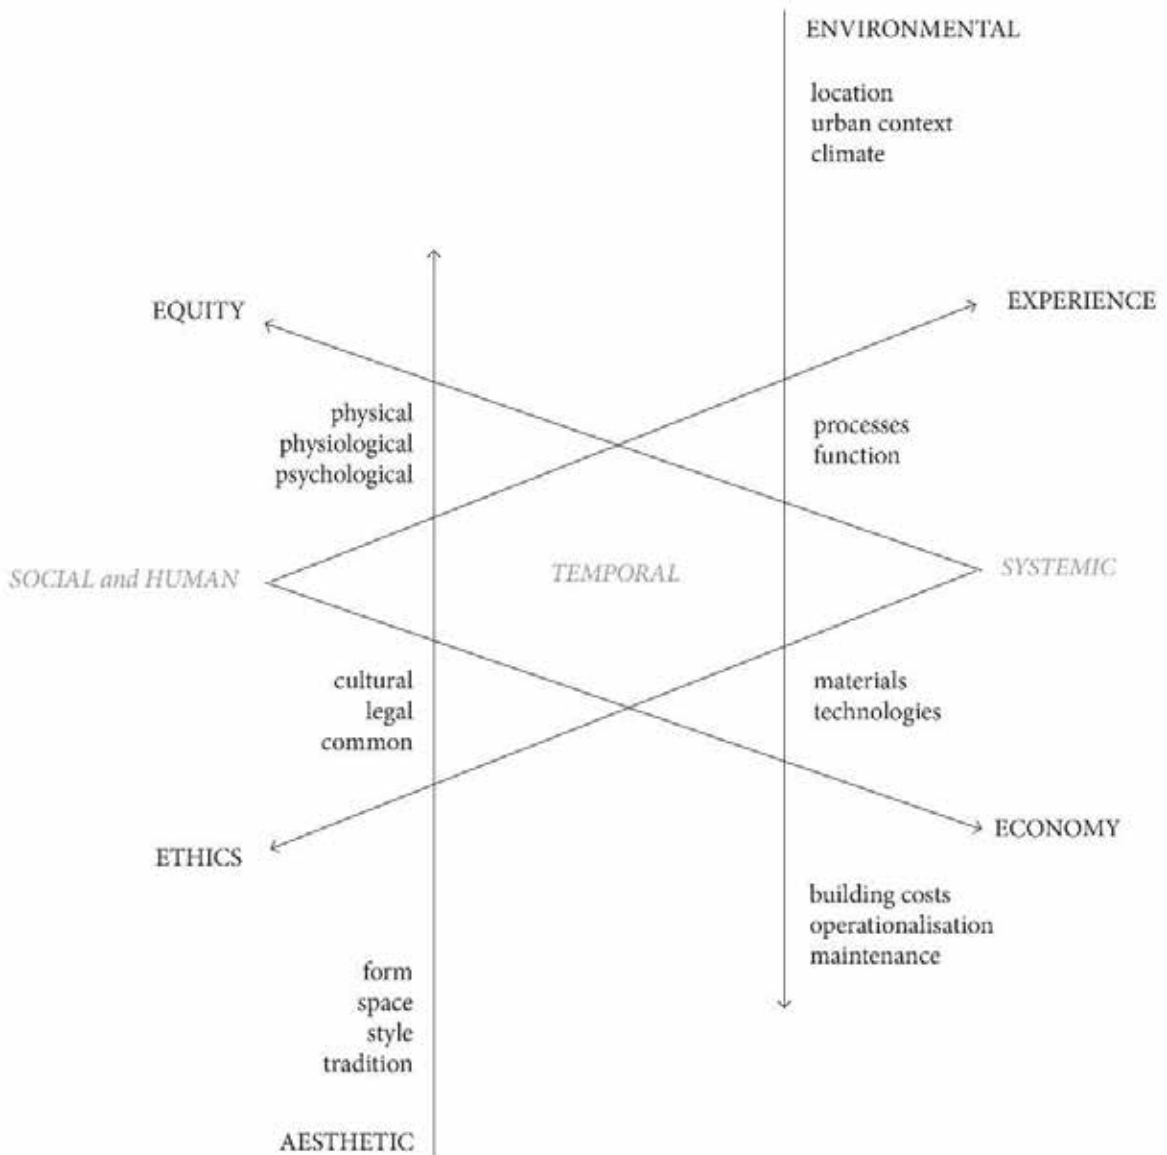 ENVIRONMENTAL
location
urban context
climate
EQUITY
EXPERIENCE
physical
physiological
psychological
processes
function
SOCIAL and HUMAN
TEMPORAL
SYSTEMIC
cultural
legal
common
materials
technologies
ETHICS
ECONOMY
building costs
operationalisation
maintenance
form
space
style
tradition
AESTHETIC